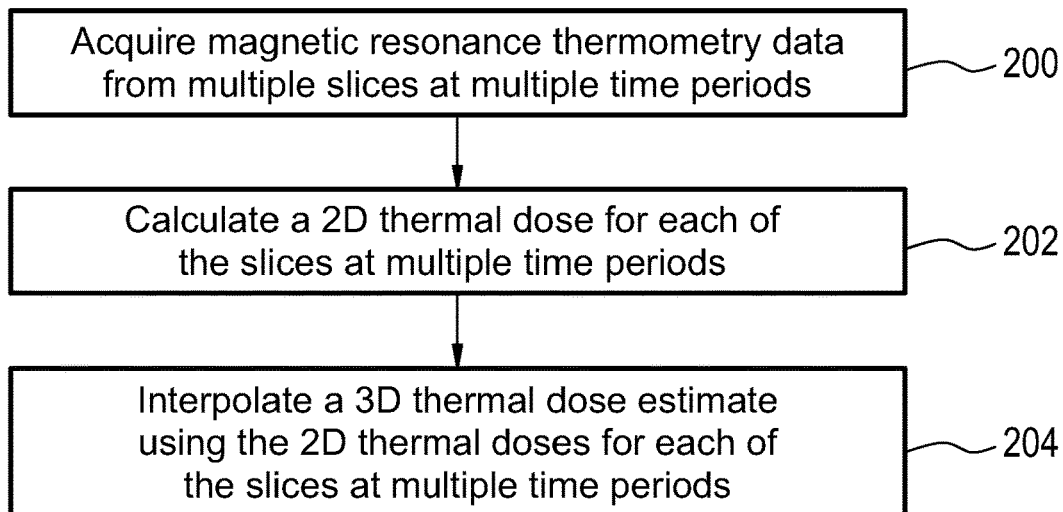 Acquire magnetic resonance thermometry data
from multiple slices at multiple time periods
200
Calculate a 2D thermal dose for each of
the slices at multiple time periods
202
Interpolate a 3D thermal dose estimate
using the 2D thermal doses for each of
the slices at multiple time periods
204